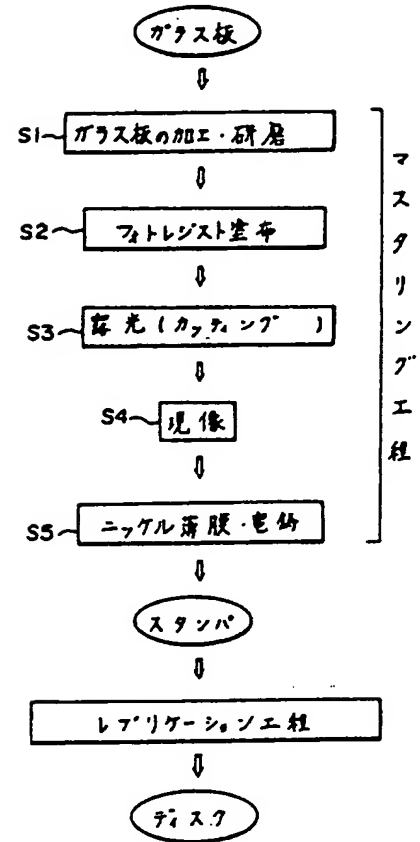 ガラス板
S1 ガラス板の加工・研磨
S2 フォトレジスト塗布
S3 露光(カッティング)
S4 現像
S5 ニッケル薄膜・電鋳
マスタリング工程
スタンパ
レプリケーション工程
ディスク